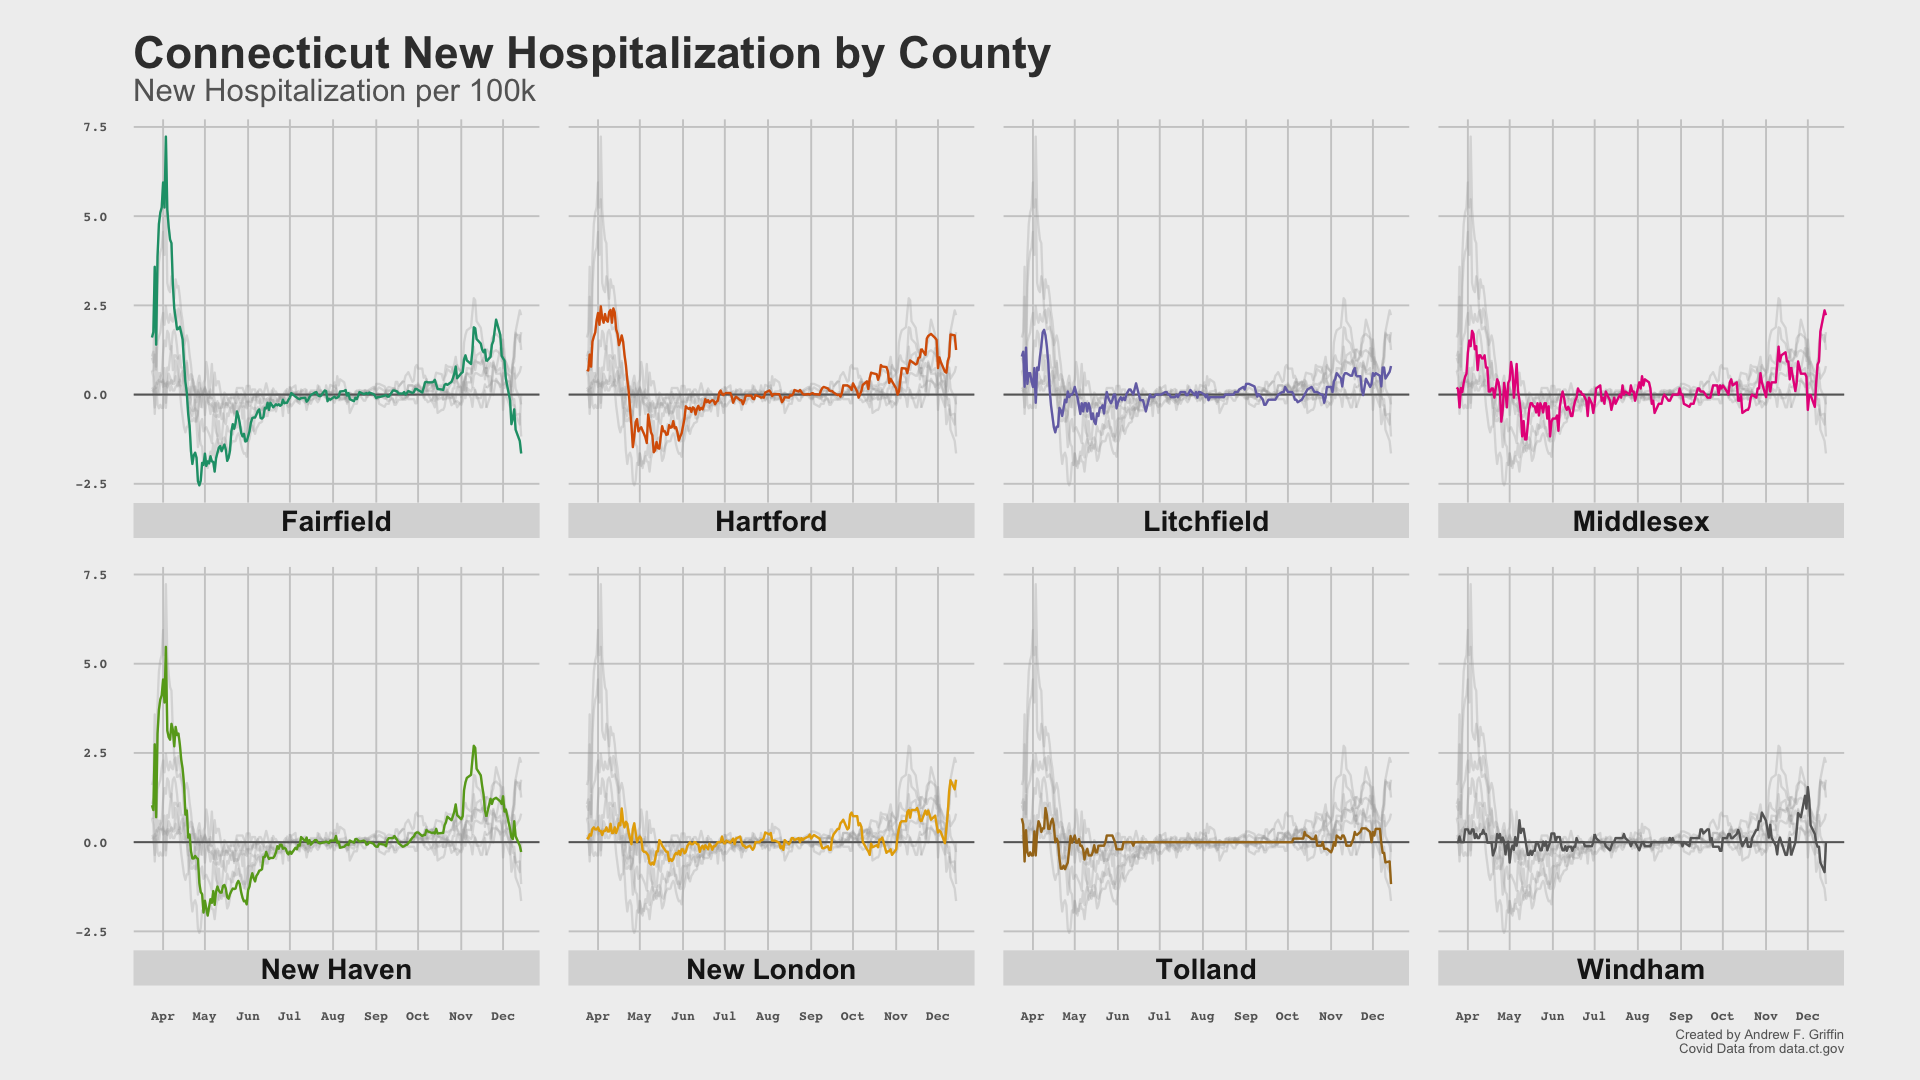 Connecticut New Hospitalization by County
New Hospitalization per 100k
7.5
5.0
2.5
0.0
-2.5
Fairfield Hartford Litchfield Middlesex
7.5
5.0
2.5
0.0
-2.5
New Haven New London Tolland Windham
Apr May Jun Jul Aug Sep Oct Nov Dec Apr May Jun Jul Aug Sep Oct Nov Dec Apr May Jun Jul Aug Sep Oct Nov Dec Apr May Jun Jul Aug Sep Oct Nov Dec
Created by Andrew F. Griffin
Covid Data from data.ct.gov